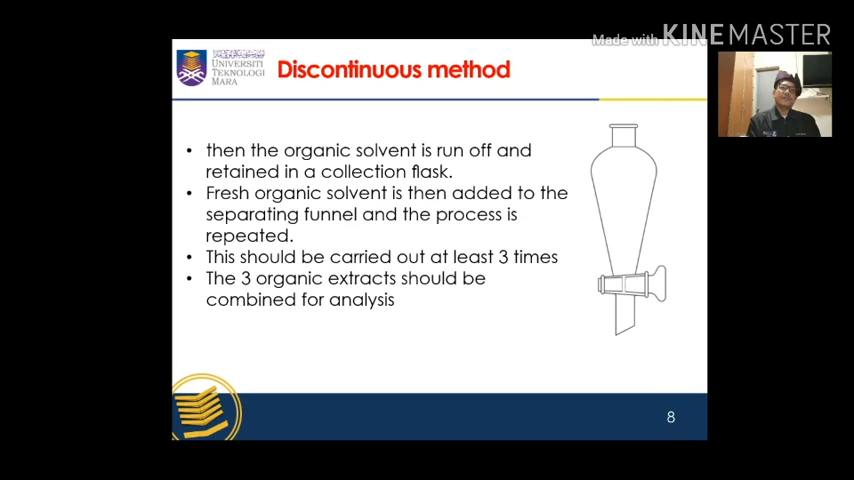 Made with KINEMASTER
UNIVERSITI
TEKNOLOGI
MARA
Discontinuous method
• then the organic solvent is run off and
retained in a collection flask.
• Fresh organic solvent is then added to the
separating funnel and the process is
repeated.
• This should be carried out at least 3 times
• The 3 organic extracts should be
combined for analysis
8